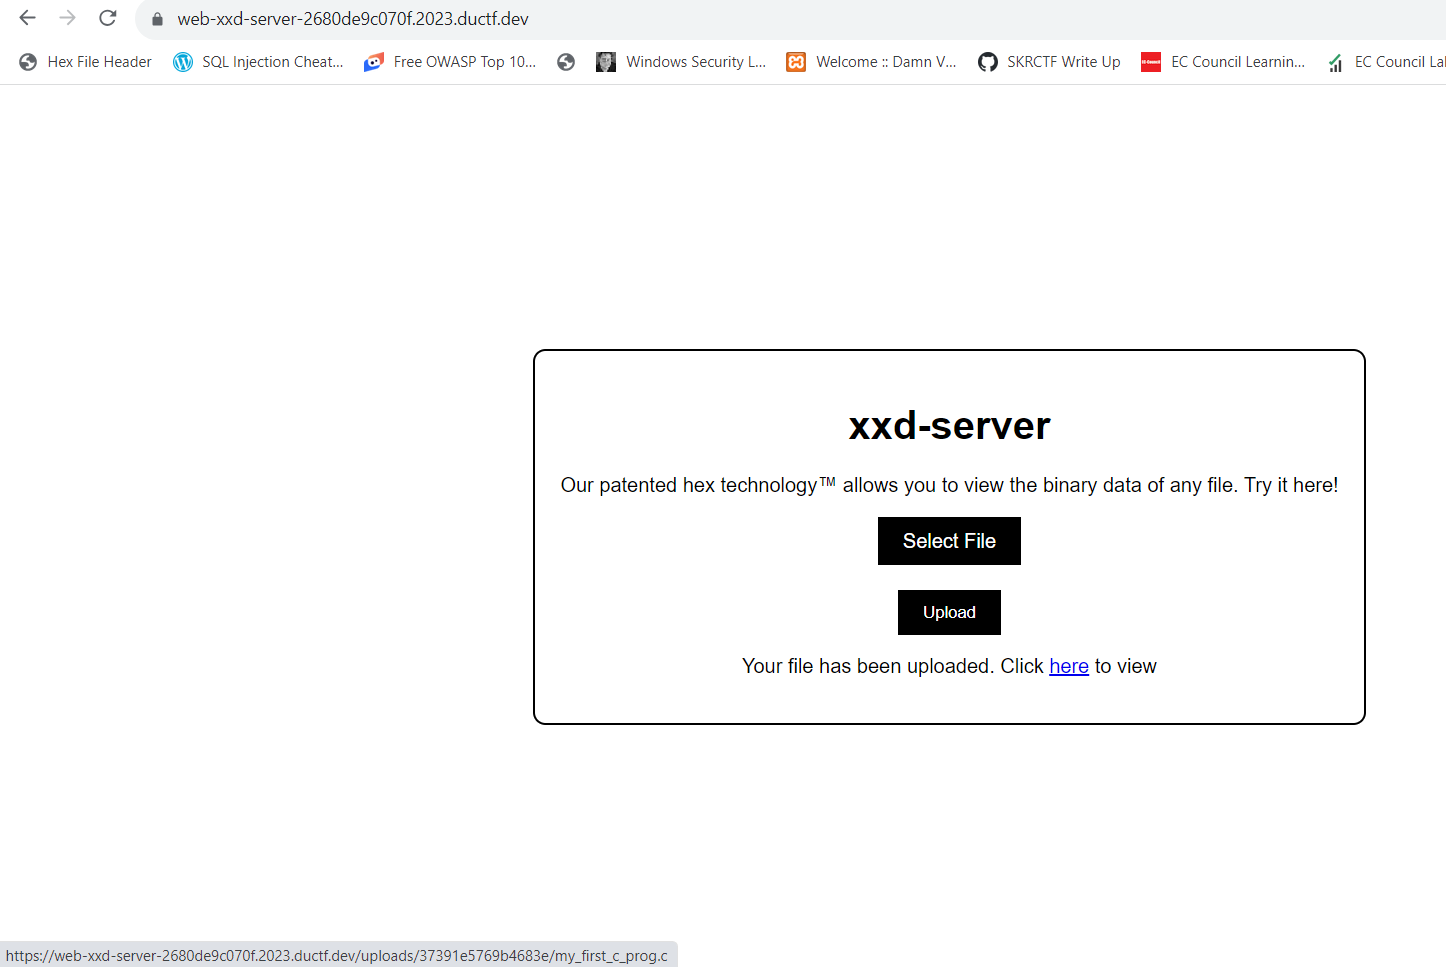 web-xxd-server-2680de9c070f.2023.ductf.dev
Hex File Header SQL Injection Cheat... Free OWASP Top 10... Windows Security L... Welcome :: Damn V... SKRCTF Write Up EC-Council EC Council Learnin... EC Council Lal
xxd-server
Our patented hex technology™ allows you to view the binary data of any file. Try it here!
Select File
Upload
Your file has been uploaded. Click here to view
https://web-xxd-server-2680de9c070f.2023.ductf.dev/uploads/37391e5769b4683e/my_first_c_prog.c